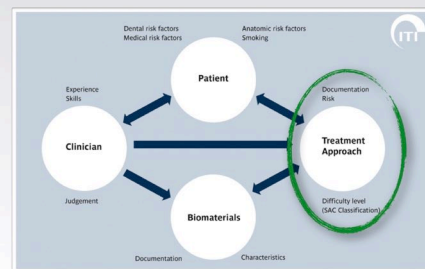 Dental risk factors
Medical risk factors
Anatomic risk factors
Smoking
ITI
Patient
Experience
Skills
Documentation
Risk
Clinician
Treatment
Approach
Judgement
Biomaterials
Difficulty level
(SAC Classification)
Documentation
Characteristics